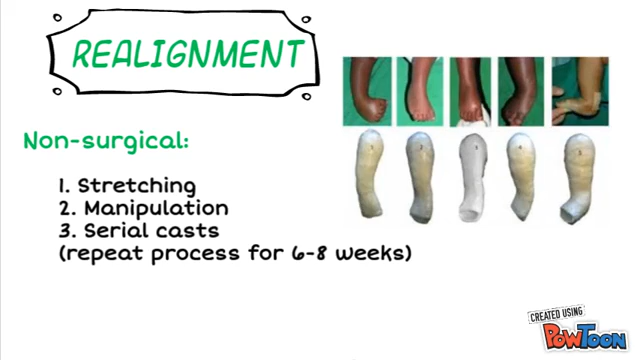 REALIGNMENT
Non-surgical:
1. Stretching
2. Manipulation
3. Serial casts
(repeat process for 6-8 weeks)
CREATED USING
POWTOON